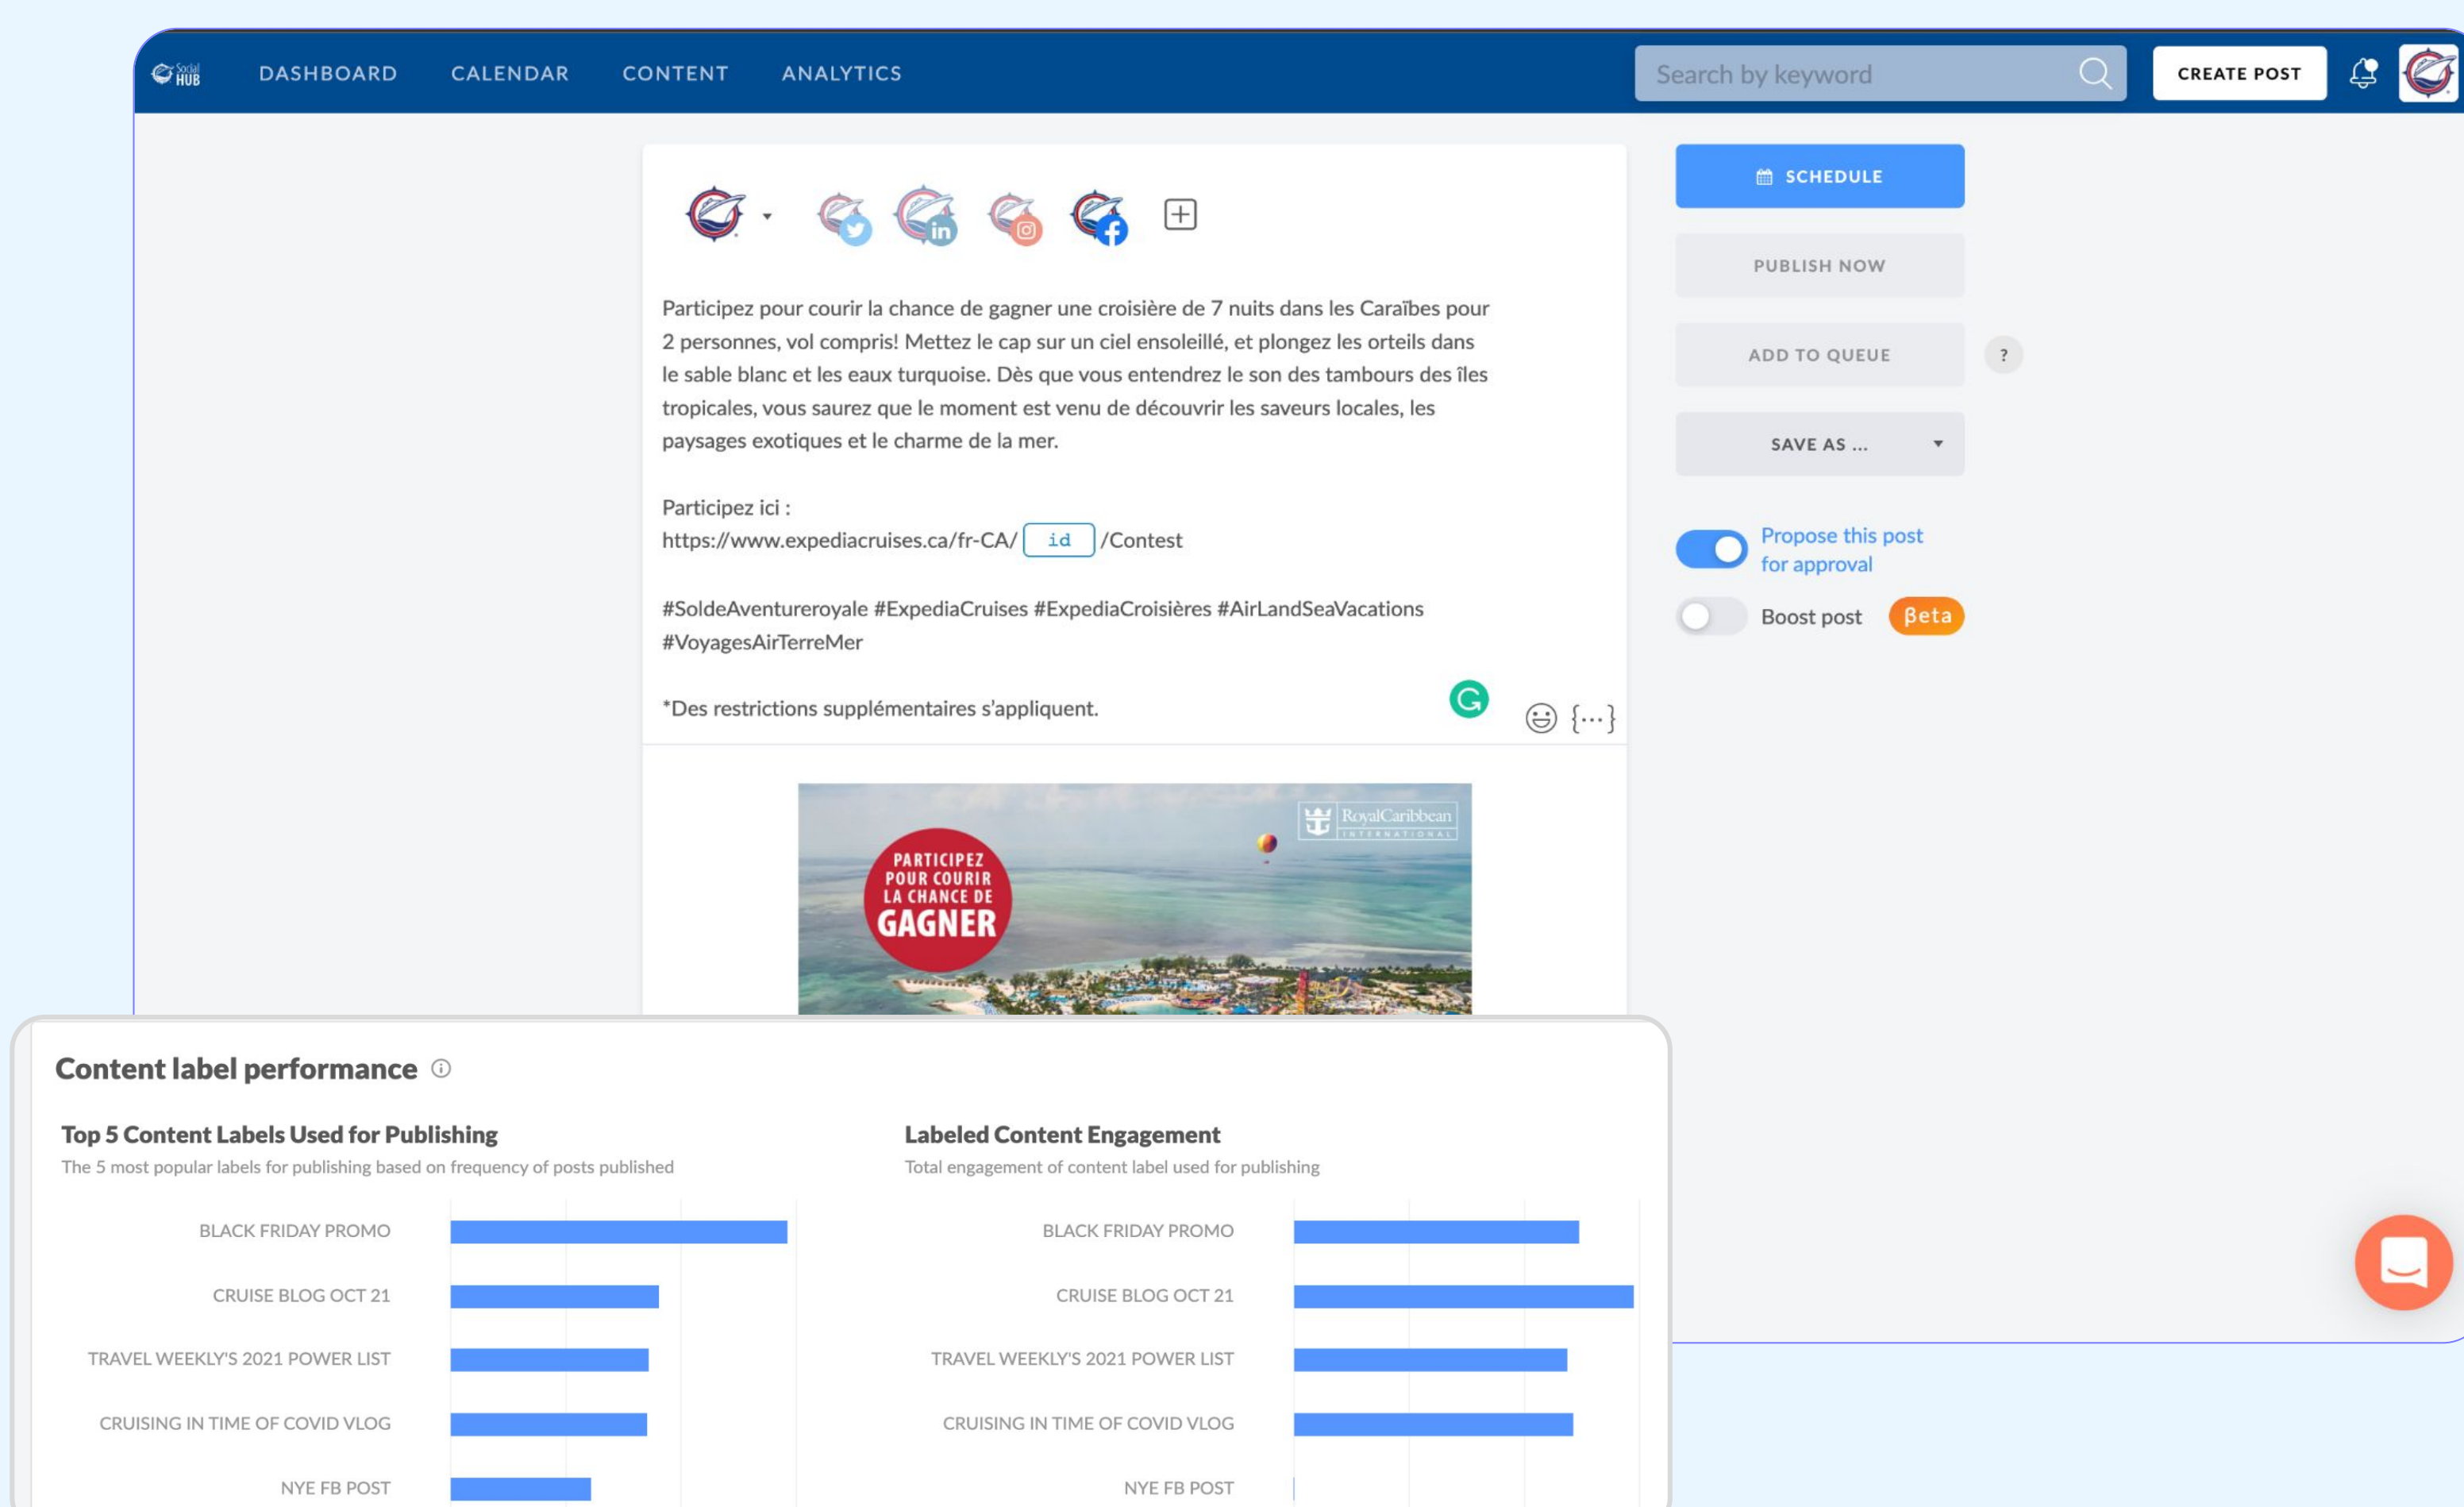 Social
HUB
DASHBOARD
CALENDAR
CONTENT
ANALYTICS
Search by keyword
CREATE POST
in
Participez pour courir la chance de gagner une croisière de 7 nuits dans les Caraïbes pour
2 personnes, vol compris! Mettez le cap sur un ciel ensoleillé, et plongez les orteils dans
le sable blanc et les eaux turquoise. Dès que vous entendrez le son des tambours des îles
tropicales, vous saurez que le moment est venu de découvrir les saveurs locales, les
paysages exotiques et le charme de la mer.
Participez ici :
https://www.expediacruises.ca/fr-CA/ id /Contest
#SoldeAventureroyale #ExpediaCruises #ExpediaCroisières #AirLandSeaVacations
#VoyagesAirTerreMer
*Des restrictions supplémentaires s’appliquent.
{...}
SCHEDULE
PUBLISH NOW
ADD TO QUEUE
?
SAVE AS ...
Propose this post
for approval
Boost post
βeta
PARTICIPEZ
POUR COURIR
LA CHANCE DE
GAGNER
RoyalCaribbean
INTERNATIONAL
Content label performance
Top 5 Content Labels Used for Publishing
The 5 most popular labels for publishing based on frequency of posts published
BLACK FRIDAY PROMO
CRUISE BLOG OCT 21
TRAVEL WEEKLY'S 2021 POWER LIST
CRUISING IN TIME OF COVID VLOG
NYE FB POST
Labeled Content Engagement
Total engagement of content label used for publishing
BLACK FRIDAY PROMO
CRUISE BLOG OCT 21
TRAVEL WEEKLY'S 2021 POWER LIST
CRUISING IN TIME OF COVID VLOG
NYE FB POST